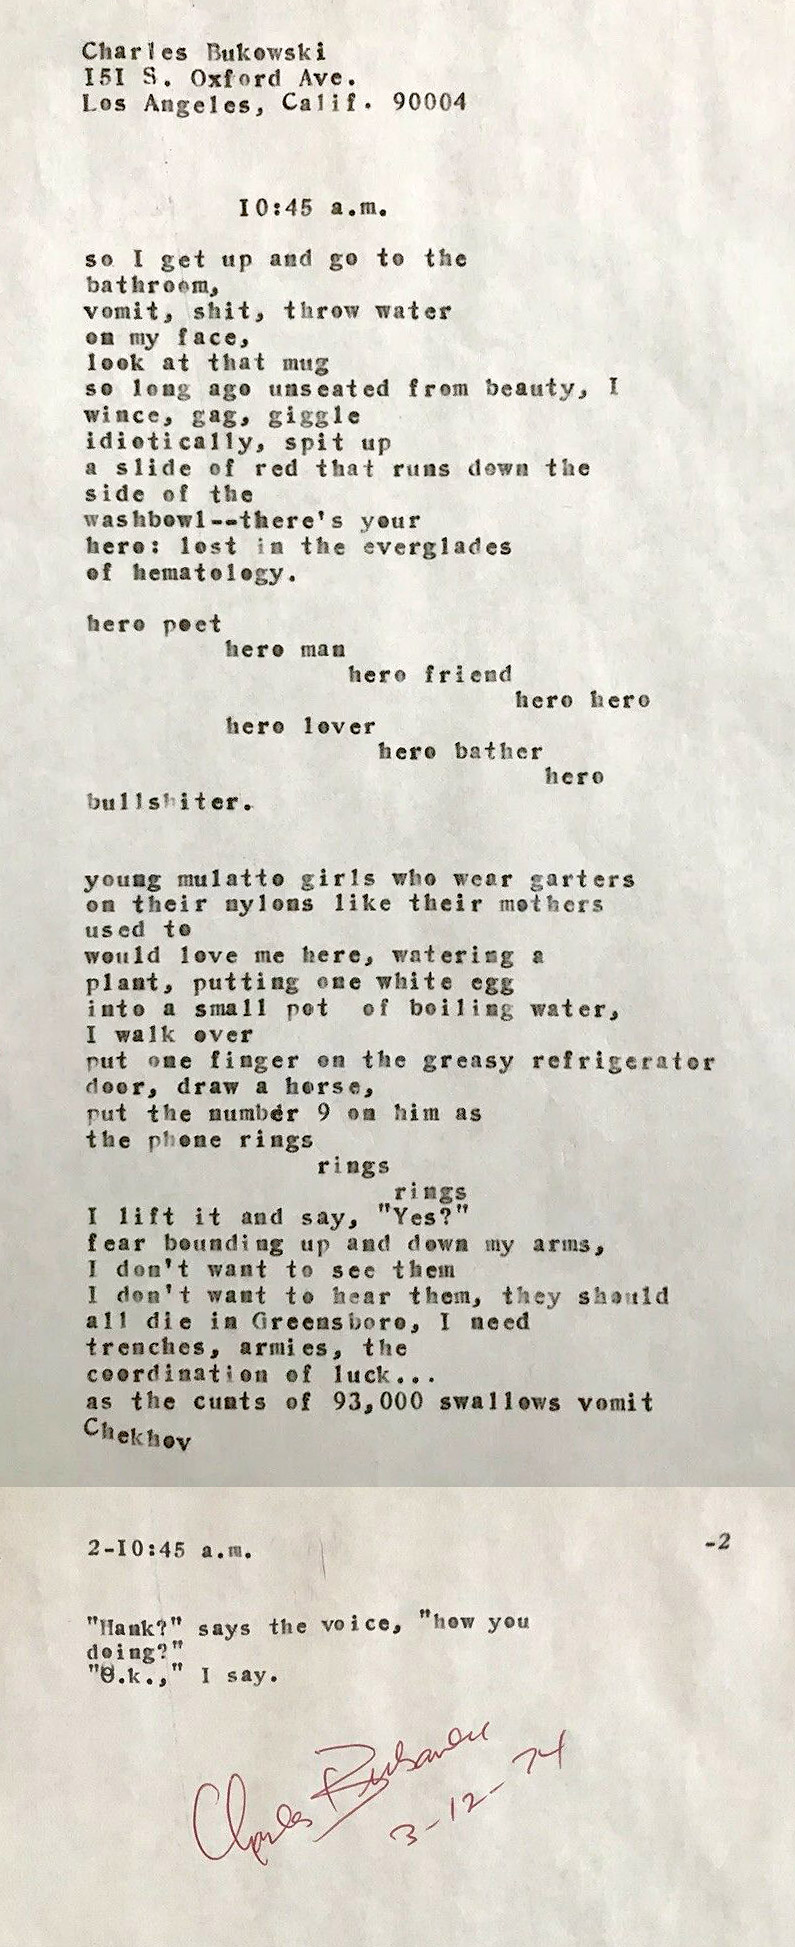 Charles Bukowski
151 S. Oxford Ave.
Los Angeles, Calif. 90004
10:45 a.m.
so I get up and go to the
bathroom,
vomit, shit, throw water
on my face,
look at that mug
so long ago unseated from beauty, I
wince, gag, giggle
idiotically, spit up
a slide of red that runs down the
side of the
washbowl--there's your
hero: lost in the everglades
of hematology.
hero poet
hero man
hero friend
hero hero
hero lover
hero bather
hero
bullshiter.
young mulatto girls who wear garters
on their nylons like their mothers
used to
would love me here, watering a
plant, putting one white egg
into a small pot  of boiling water,
I walk over
put one finger on the greasy refrigerator
door, draw a horse,
put the number 9 on him as
the phone rings
rings
rings
I lift it and say, "Yes?"
fear bounding up and down my arms,
I don't want to see them
I don't want to hear them, they should
all die in Greensboro, I need
trenches, armies, the
coordination of luck...
as the cunts of 93,000 swallows vomit
Chekhov
2-10:45 a.m. -2
"Hank?" says the voice, "how you
doing?"
"O.k.," I say.
Charles Bukowski
3-12-74